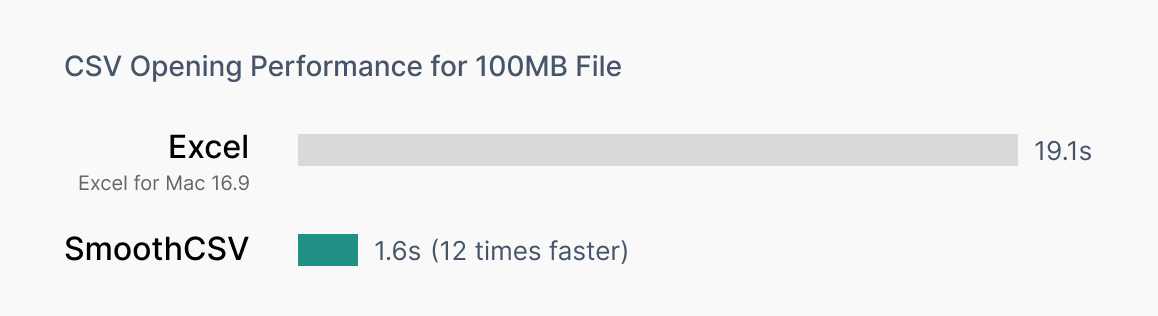 CSV Opening Performance for 100MB File
Excel
19.1s
Excel for Mac 16.9
SmoothCSV
1.6s (12 times faster)